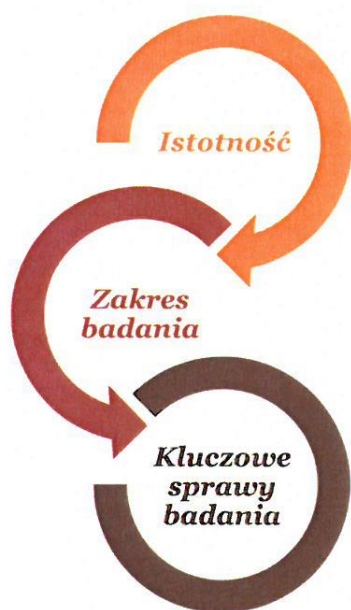 Istotność
Zakres
badania
Kluczowe
sprawy
badania